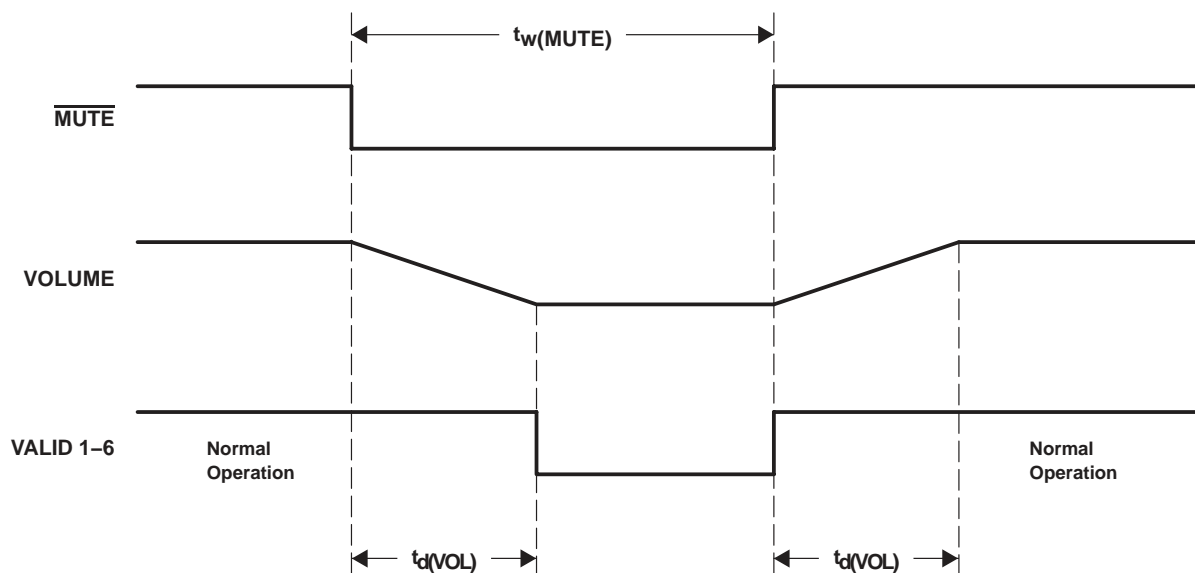 tw(MUTE)
MUTE
VOLUME
VALID 1–6
Normal
Operation
Normal
Operation
td(VOL)
td(VOL)